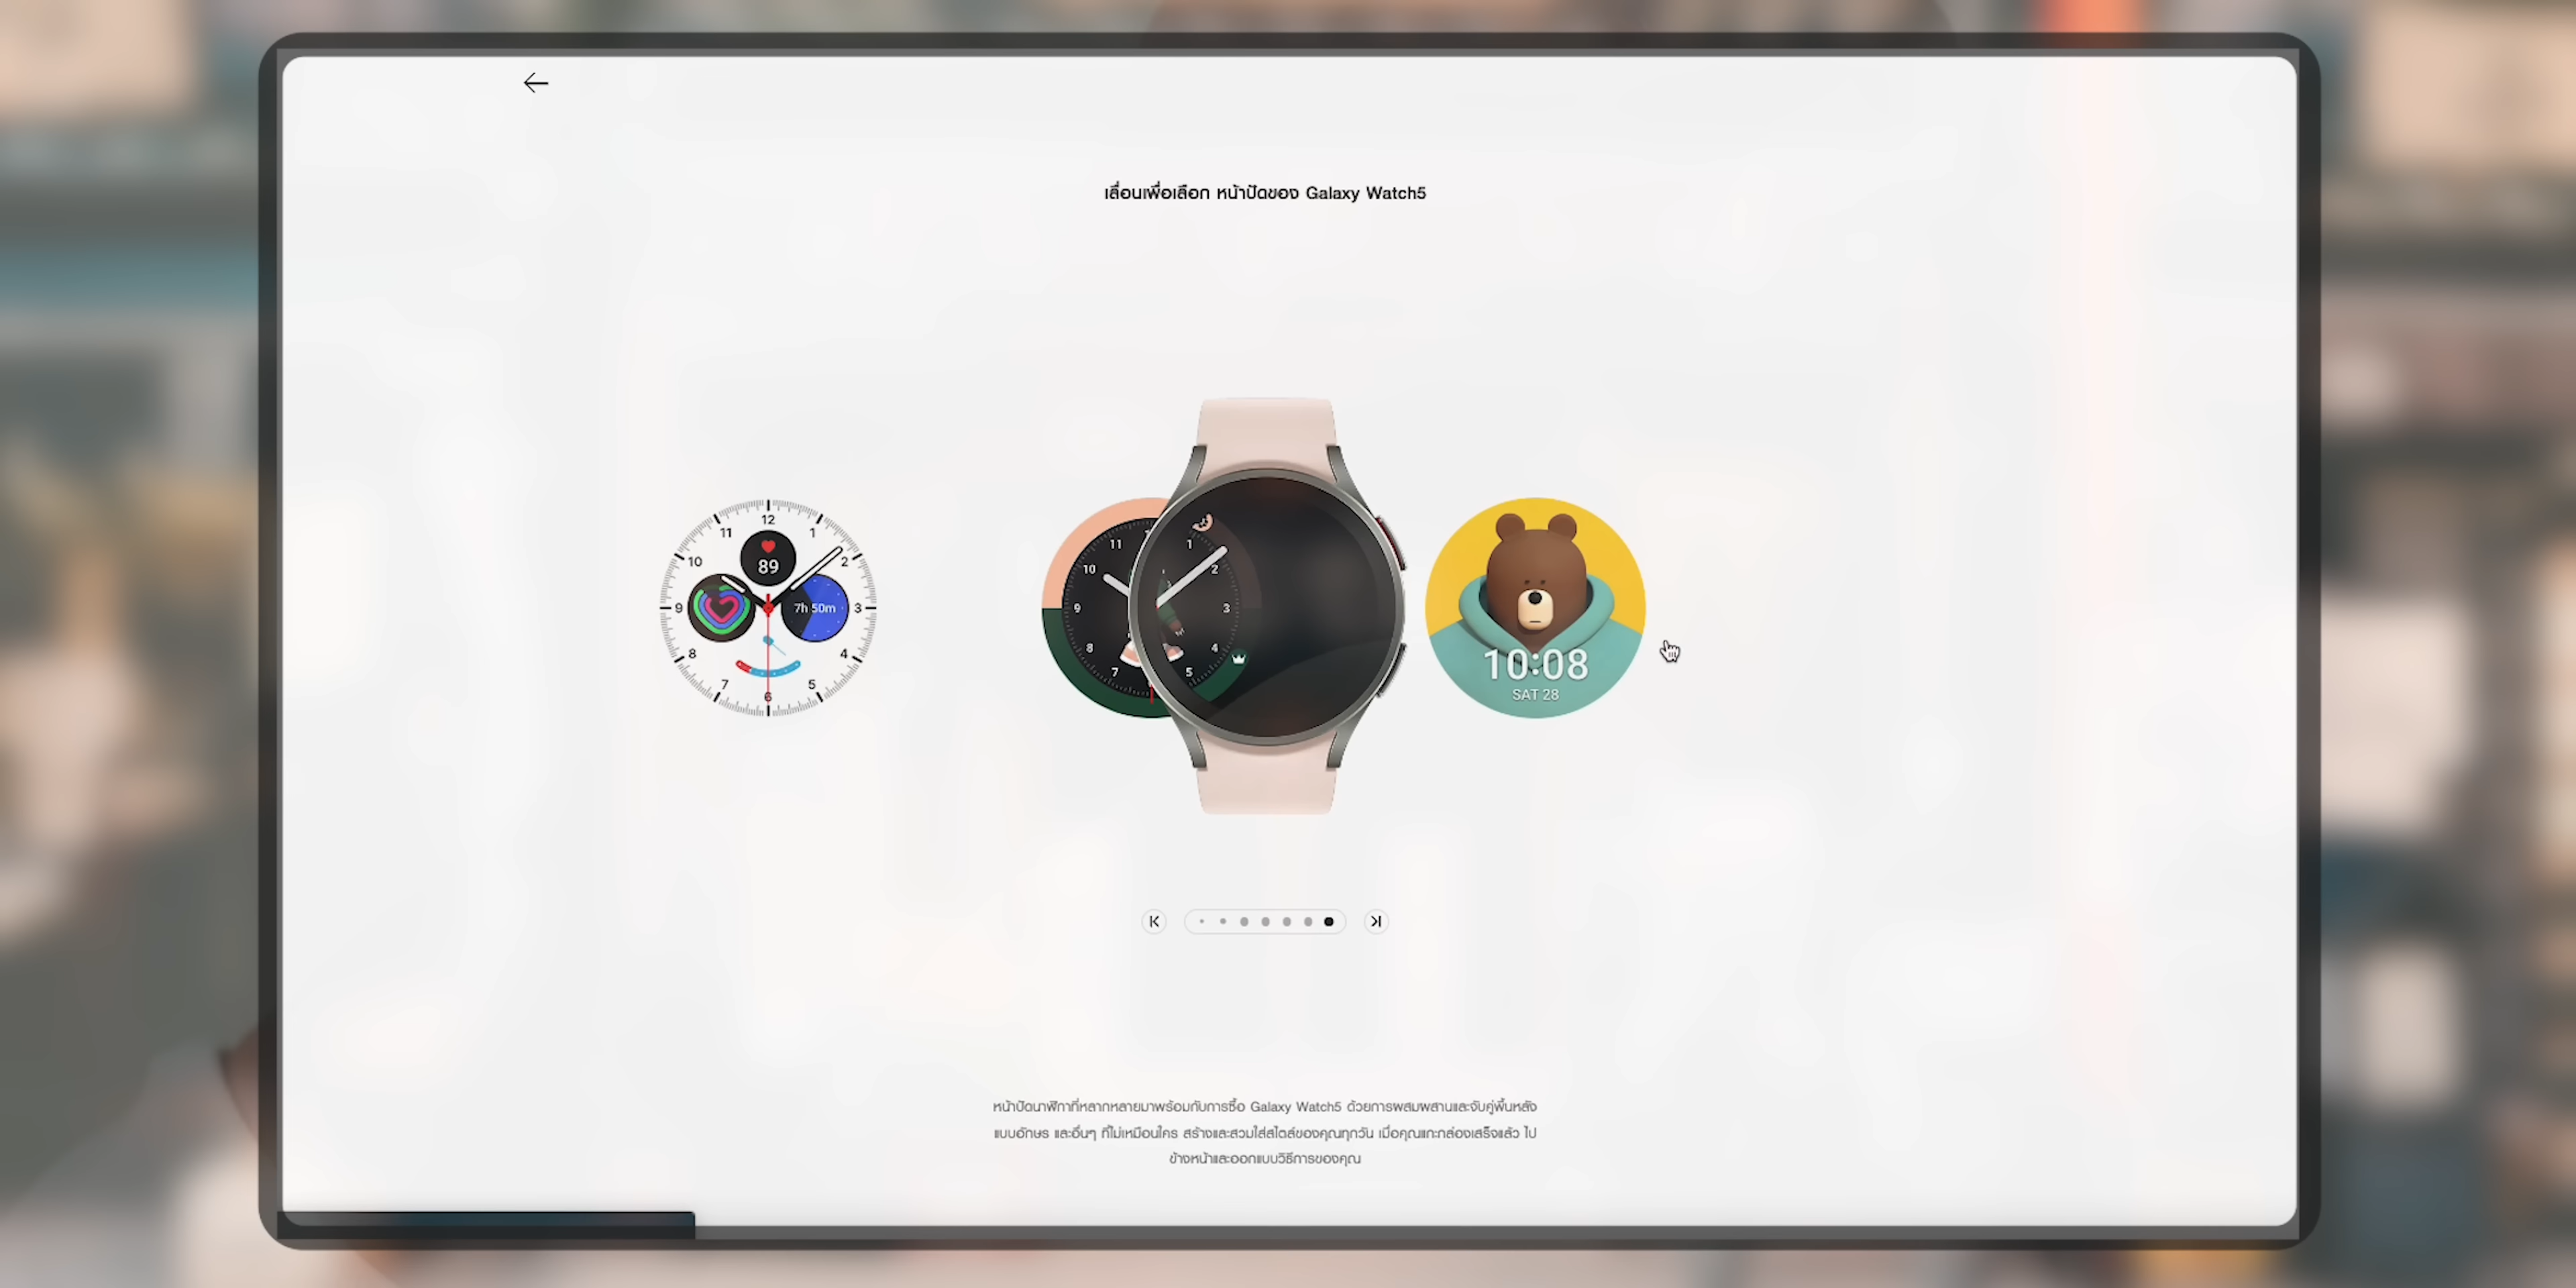 เลื่อนเพื่อเลือก หน้าปัดของ Galaxy Watch5
12
11 1
10 2
89
9 7h 50m 3
8 4
7 5
6
11 1
10 2
9 3
8 4
7 5
10:08
SAT 28
หน้าปัดนาฬิกาที่หลากหลายมาพร้อมกับการซื้อ Galaxy Watch5 ด้วยการผสมผสานและจับคู่พื้นหลัง
แบบอักษร และอื่นๆ ที่ไม่เหมือนใคร สร้างและสวมใส่สไตล์ของคุณทุกวัน เมื่อคุณแกะกล่องเสร็จแล้ว ไป
ข้างหน้าและออกแบบวิธีการของคุณ